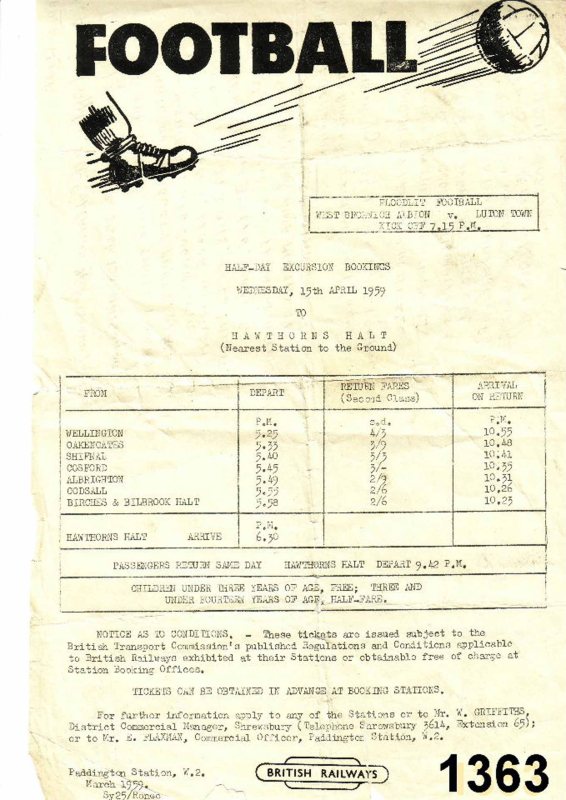 FOOTBALL
FLOODLIT FOOTBALL
WEST BROMWICH ALBION v. LUTON TOWN
KICK OFF 7.15 P.M.
HALF-DAY EXCURSION BOOKINGS
WEDNESDAY, 15th APRIL 1959
TO
HAWTHORNS HALT
(Nearest Station to the Ground)
FROM DEPART RETURN FARES (Second Class) ARRIVAL ON RETURN
P.M. s.d. P.M.
WELLINGTON 5.25 4/3 10.55
OAKENGATES 5.33 3/9 10.48
SHIFNAL 5.40 3/3 10.41
COSFORD 5.45 3/- 10.35
ALBRIGHTON 5.49 2/9 10.31
CODSALL 5.55 2/6 10.26
BIRCHES & BILBROOK HALT 5.58 2/6 10.23
P.M.
HAWTHORNS HALT ARRIVE 6.30
PASSENGERS RETURN SAME DAY HAWTHORNS HALT DEPART 9.42 P.M.
CHILDREN UNDER THREE YEARS OF AGE, FREE; THREE AND
UNDER FOURTEEN YEARS OF AGE, HALF-FARE.
NOTICE AS TO CONDITIONS. - These tickets are issued subject to the
British Transport Commission's published Regulations and Conditions applicable
to British Railways exhibited at their Stations or obtainable free of charge at
Station Booking Offices.
TICKETS CAN BE OBTAINED IN ADVANCE AT BOOKING STATIONS.
For further information apply to any of the Stations or to Mr. W. GRIFFITHS,
District Commercial Manager, Shrewsbury (Telephone Shrewsbury 3614, Extension 65);
or to Mr. E. FLAXMAN, Commercial Officer, Paddington Station, W.2.
Paddington Station, W.2.
March 1959.
Sy25/Roneo
BRITISH RAILWAYS
1363